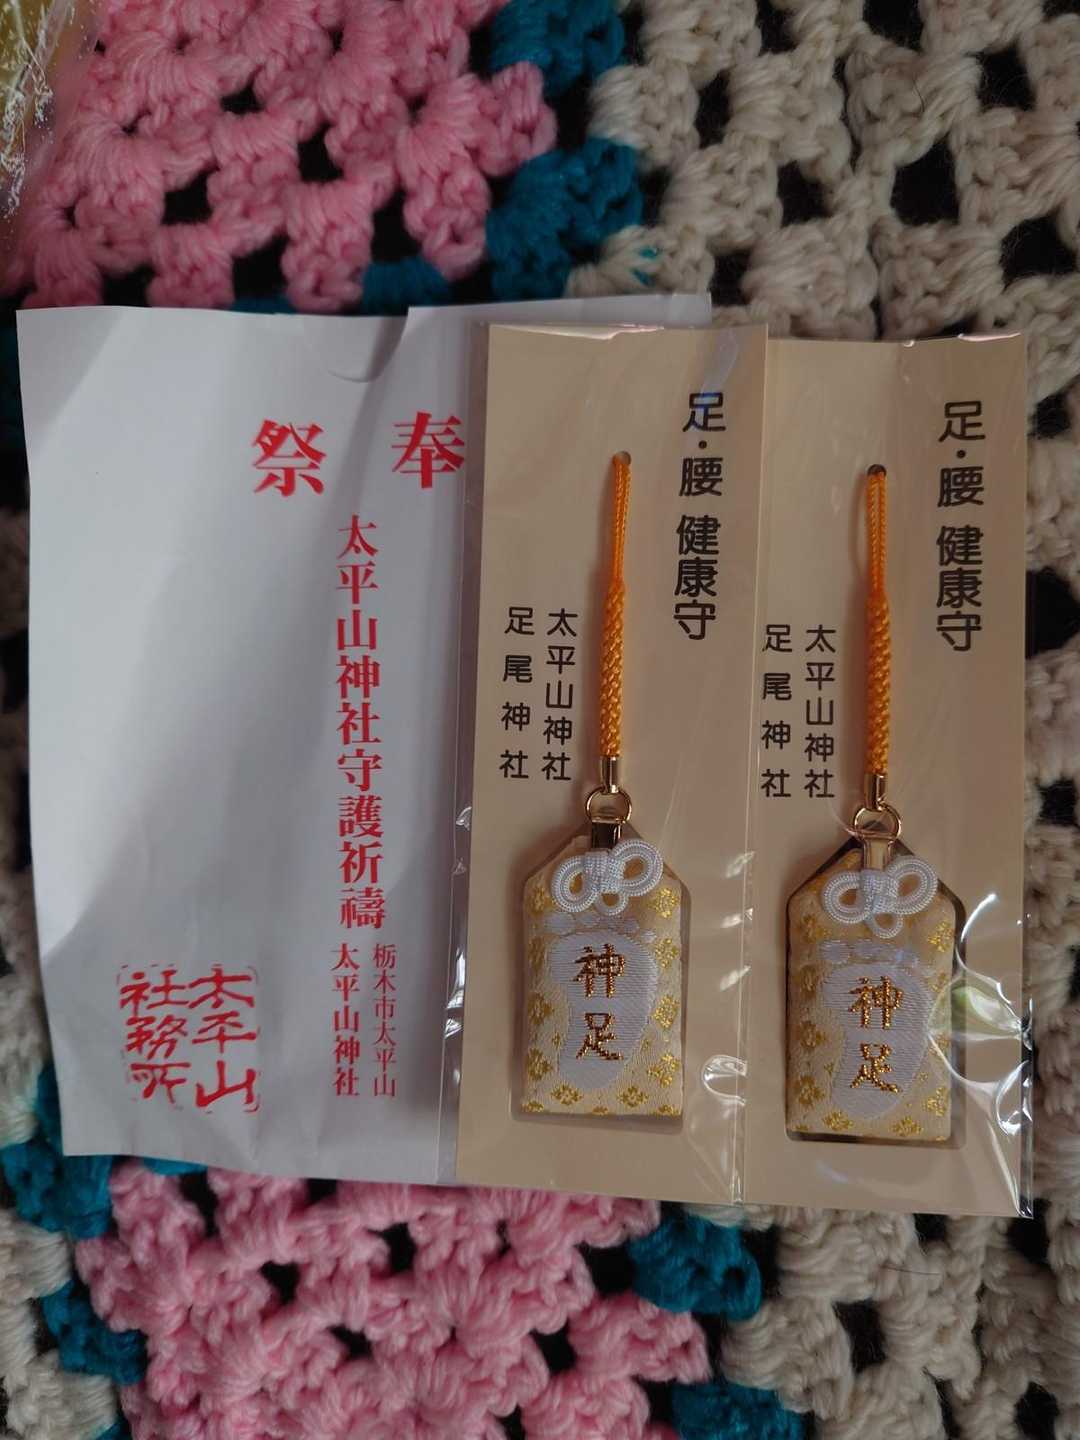 奉祭
太平山神社守護祈禱
栃木市太平山
太平山神社
太平山
社務所
足・腰 健康守
太平山神社
足尾神社
神足
足・腰 健康守
太平山神社
足尾神社
神足